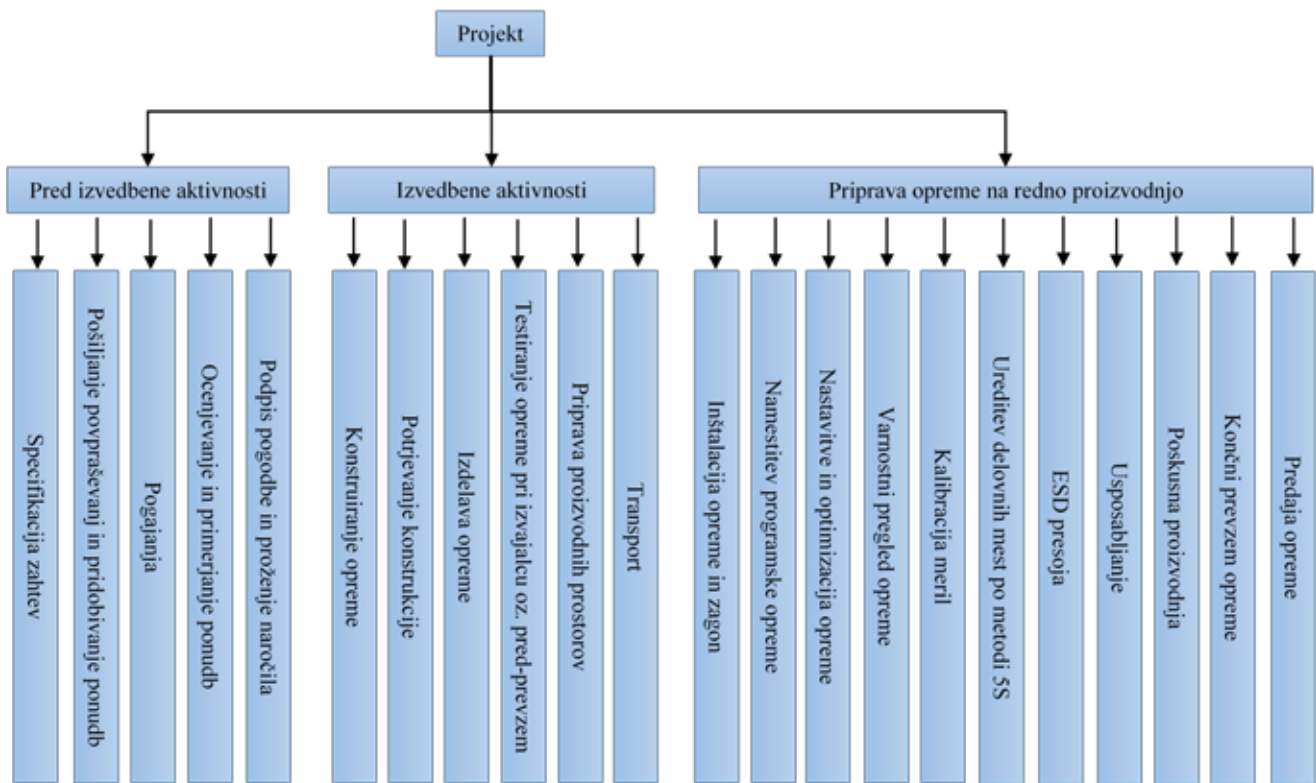 Projekt
Pred izvedbene aktivnosti
Izvedbene aktivnosti
Priprava opreme na redno proizvodnjo
Specifikacija zahtev
Pošiljanje povpraševanj in pridobivanje ponudb
Pogajanja
Ocenjevanje in primerjanje ponudb
Podpis pogodbe in proženje naročila
Konstruiranje opreme
Potrjevanje konstrukcije
Izdelava opreme
Testiranje opreme pri izvajalcu oz. pred-prevzem
Priprava proizvodnih prostorov
Transport
Inštalacija opreme in zagon
Namestitev programske opreme
Nastavitve in optimizacija opreme
Varnostni pregled opreme
Kalibracija meril
Ureditev delovnih mest po metodi 5S
ESD presoja
Usposabljanje
Poskusna proizvodnja
Končni prevzem opreme
Predaja opreme